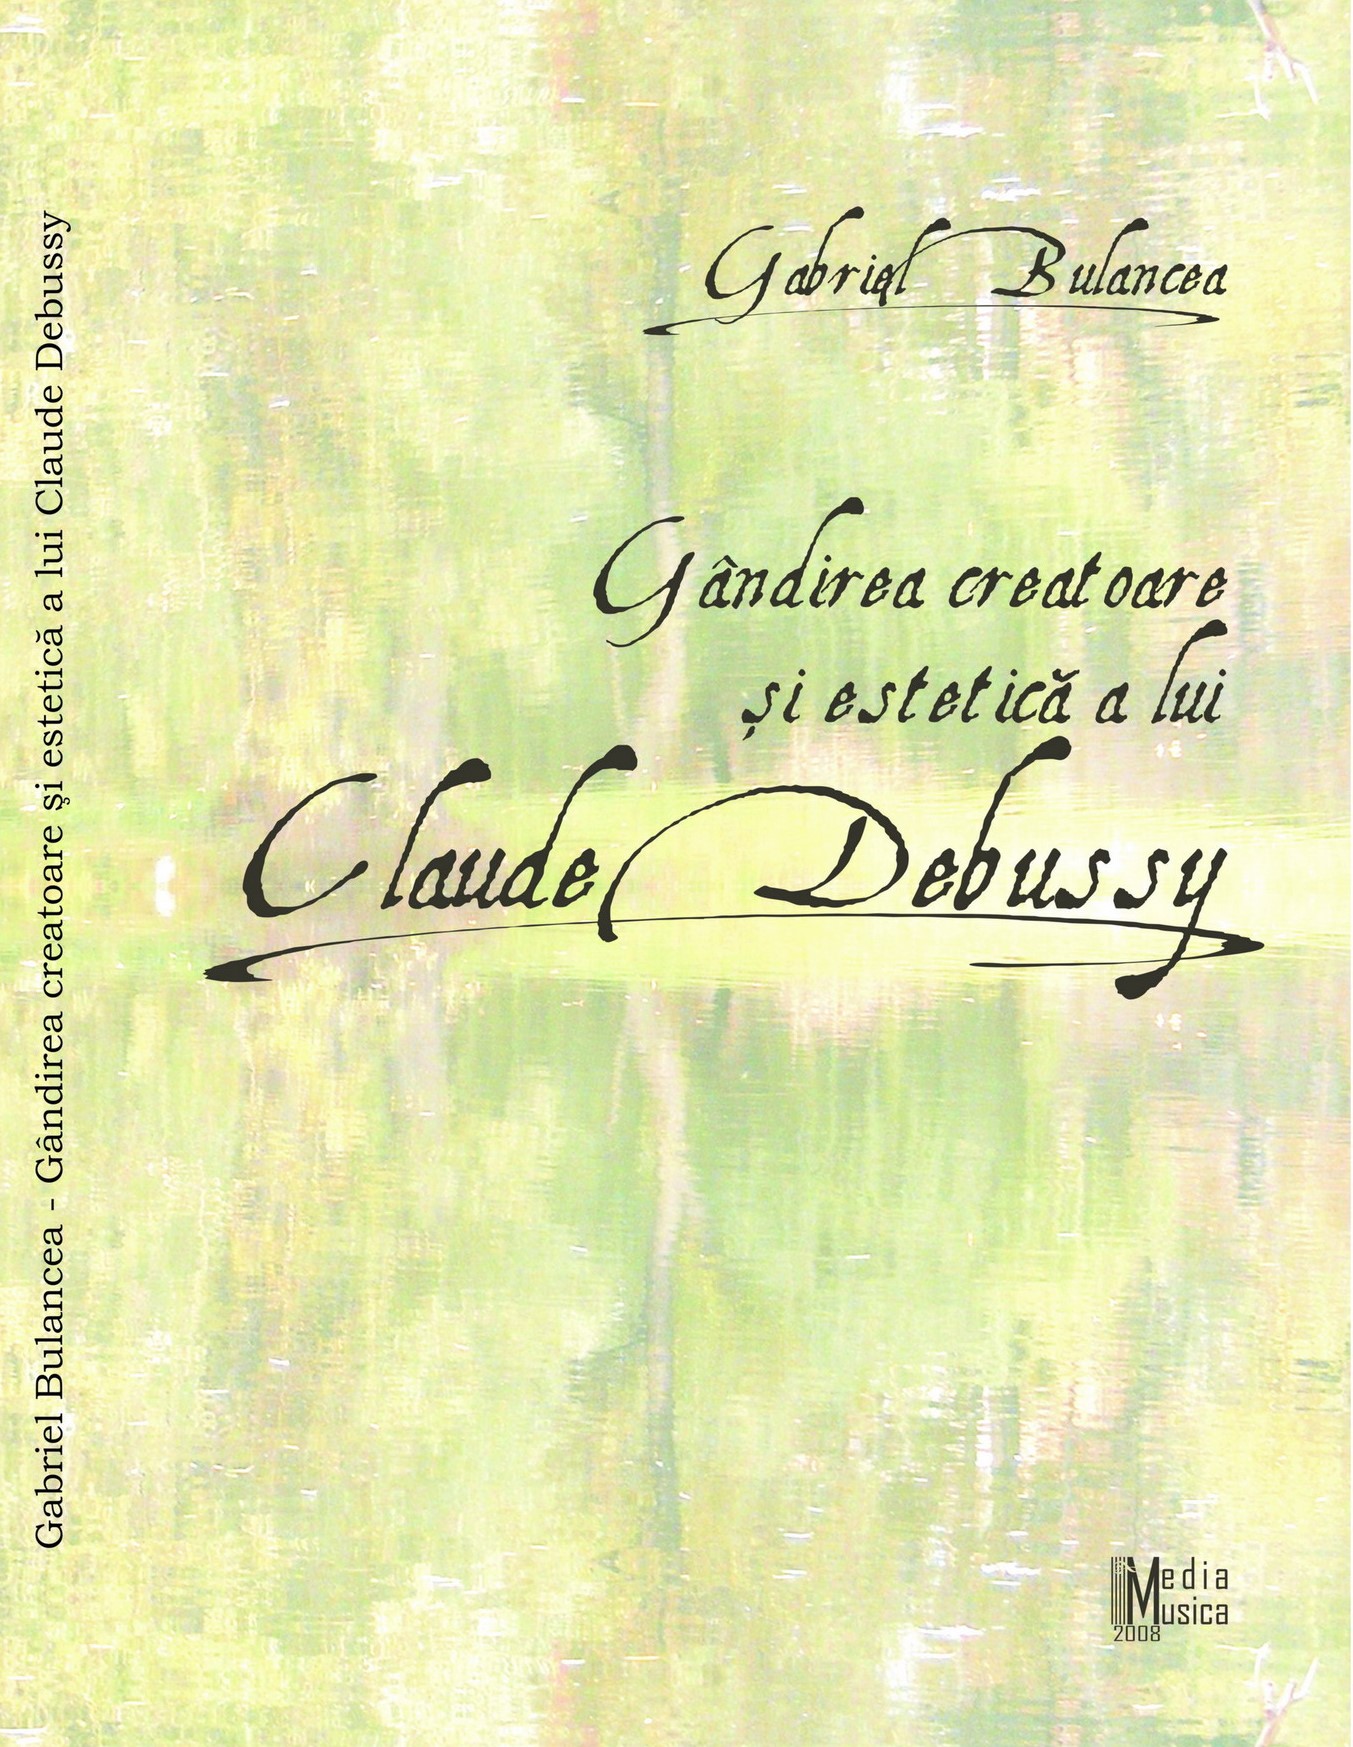 Gabriel Bulancea - Gândirea creatoare şi estetică a lui Claude Debussy
Gabriel Bulancea
Gândirea creatoare
și estetică a lui
Claude Debussy
Media
Musica
2008